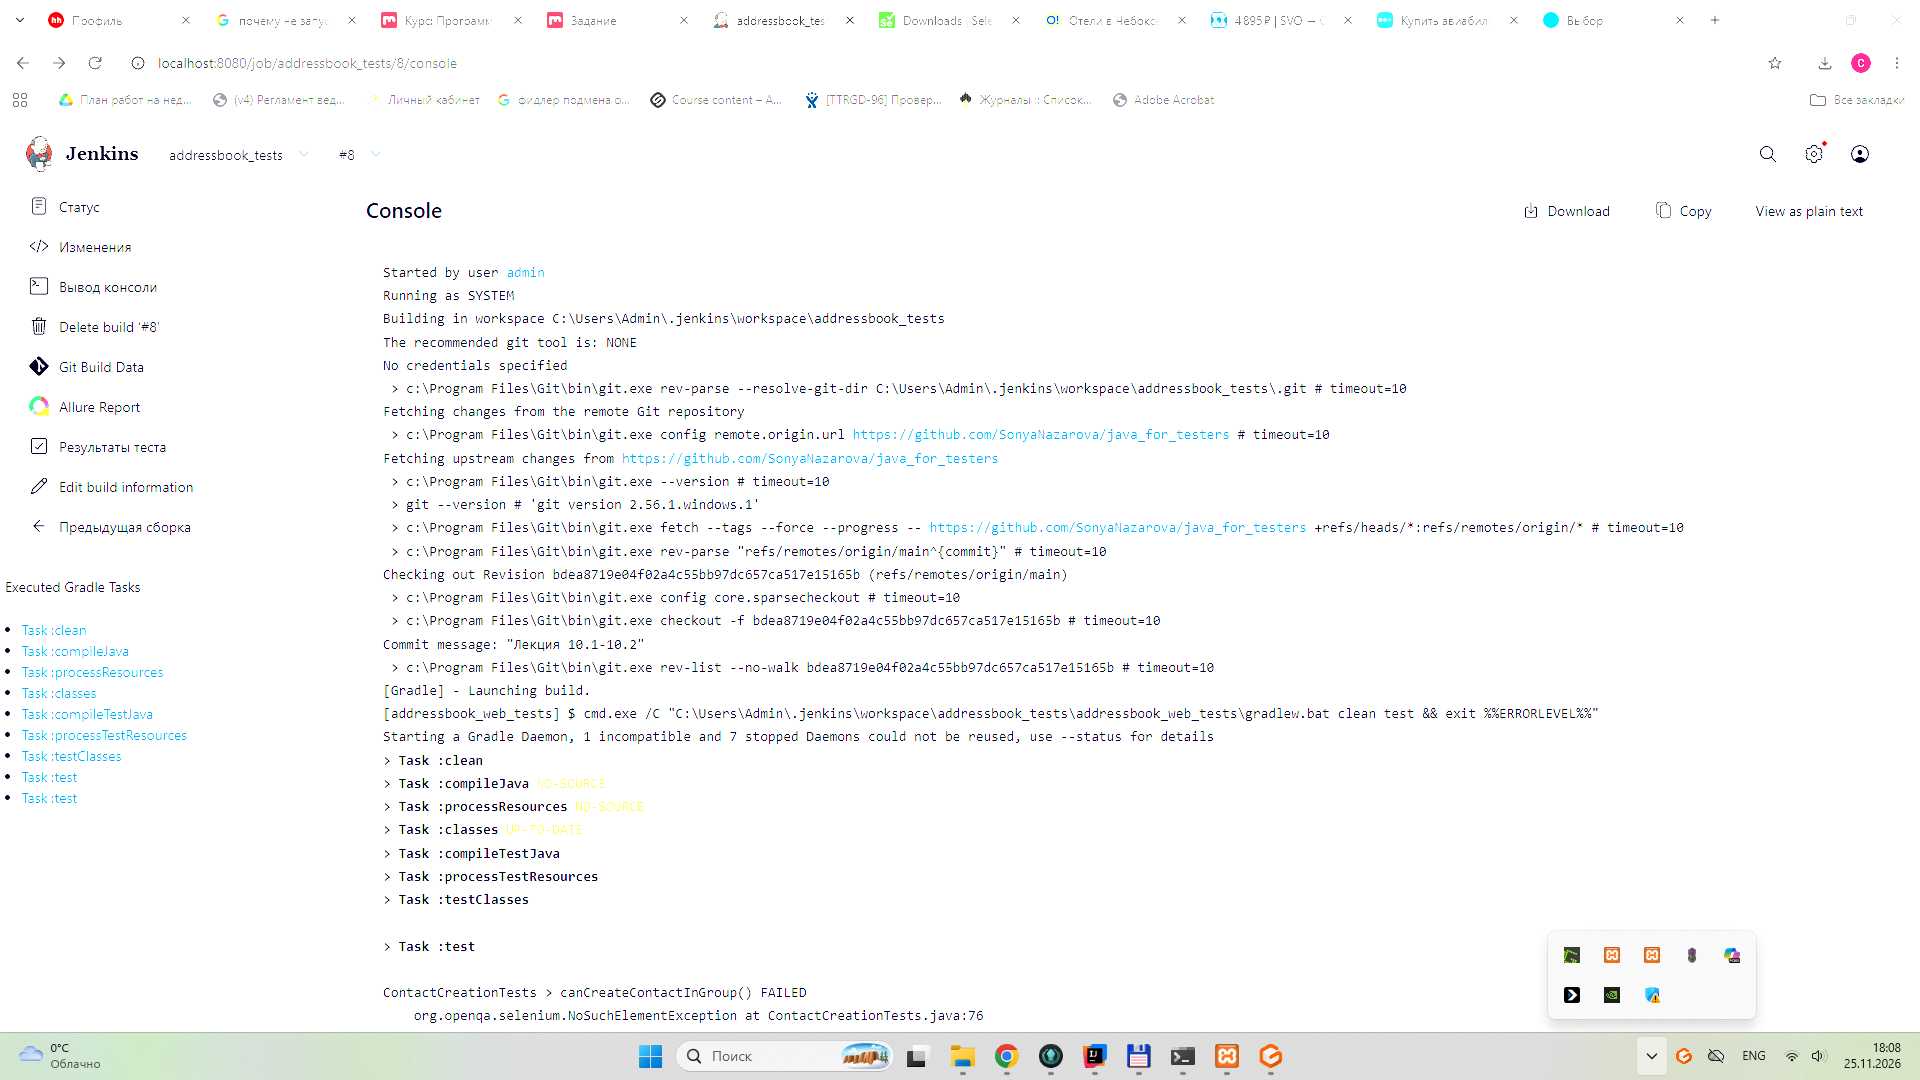 Профиль
почему не запус
Курс: Программ
Задание
addressbook_tes
Downloads | Sele
Отели в Чебокс
4 895 ₽ | SVO → C
Купить авиабил
Выбор
localhost:8080/job/addressbook_tests/8/console
План работ на нед...
(v4) Регламент вед...
Личный кабинет
фидлер подмена о...
Course content – A...
[TTRGD-96] Провер...
Журналы :: Список...
Adobe Acrobat
Все закладки
Jenkins
addressbook_tests
#8
Статус
Изменения
Вывод консоли
Delete build ‘#8’
Git Build Data
Allure Report
Результаты теста
Edit build information
Предыдущая сборка
Executed Gradle Tasks
Task :clean
Task :compileJava
Task :processResources
Task :classes
Task :compileTestJava
Task :processTestResources
Task :testClasses
Task :test
Task :test
Console
Download
Copy
View as plain text
Started by user admin
Running as SYSTEM
Building in workspace C:\Users\Admin\.jenkins\workspace\addressbook_tests
The recommended git tool is: NONE
No credentials specified
> c:\Program Files\Git\bin\git.exe rev-parse --resolve-git-dir C:\Users\Admin\.jenkins\workspace\addressbook_tests\.git # timeout=10
Fetching changes from the remote Git repository
> c:\Program Files\Git\bin\git.exe config remote.origin.url https://github.com/SonyaNazarova/java_for_testers # timeout=10
Fetching upstream changes from https://github.com/SonyaNazarova/java_for_testers
> c:\Program Files\Git\bin\git.exe --version # timeout=10
> git --version # 'git version 2.56.1.windows.1'
> c:\Program Files\Git\bin\git.exe fetch --tags --force --progress -- https://github.com/SonyaNazarova/java_for_testers +refs/heads/*:refs/remotes/origin/* # timeout=10
> c:\Program Files\Git\bin\git.exe rev-parse "refs/remotes/origin/main^{commit}" # timeout=10
Checking out Revision bdea8719e04f02a4c55bb97dc657ca517e15165b (refs/remotes/origin/main)
> c:\Program Files\Git\bin\git.exe config core.sparsecheckout # timeout=10
> c:\Program Files\Git\bin\git.exe checkout -f bdea8719e04f02a4c55bb97dc657ca517e15165b # timeout=10
Commit message: "Лекция 10.1-10.2"
> c:\Program Files\Git\bin\git.exe rev-list --no-walk bdea8719e04f02a4c55bb97dc657ca517e15165b # timeout=10
[Gradle] - Launching build.
[addressbook_web_tests] $ cmd.exe /C "C:\Users\Admin\.jenkins\workspace\addressbook_tests\addressbook_web_tests\gradlew.bat clean test && exit %%ERRORLEVEL%%"
Starting a Gradle Daemon, 1 incompatible and 7 stopped Daemons could not be reused, use --status for details
> Task :clean
> Task :compileJava NO-SOURCE
> Task :processResources NO-SOURCE
> Task :classes UP-TO-DATE
> Task :compileTestJava
> Task :processTestResources
> Task :testClasses
> Task :test
ContactCreationTests > canCreateContactInGroup() FAILED
org.openqa.selenium.NoSuchElementException at ContactCreationTests.java:76
0°C
Облачно
Поиск
ENG
18:08
25.11.2026